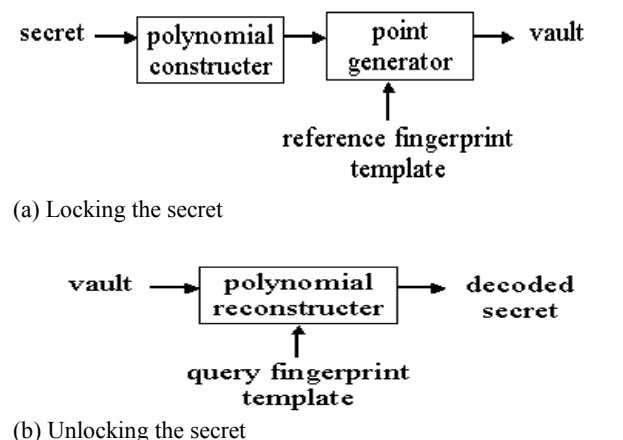 secret
polynomial
constructer
point
generator
vault
reference fingerprint
template
(a) Locking the secret
vault
polynomial
reconstructer
decoded
secret
query fingerprint
template
(b) Unlocking the secret